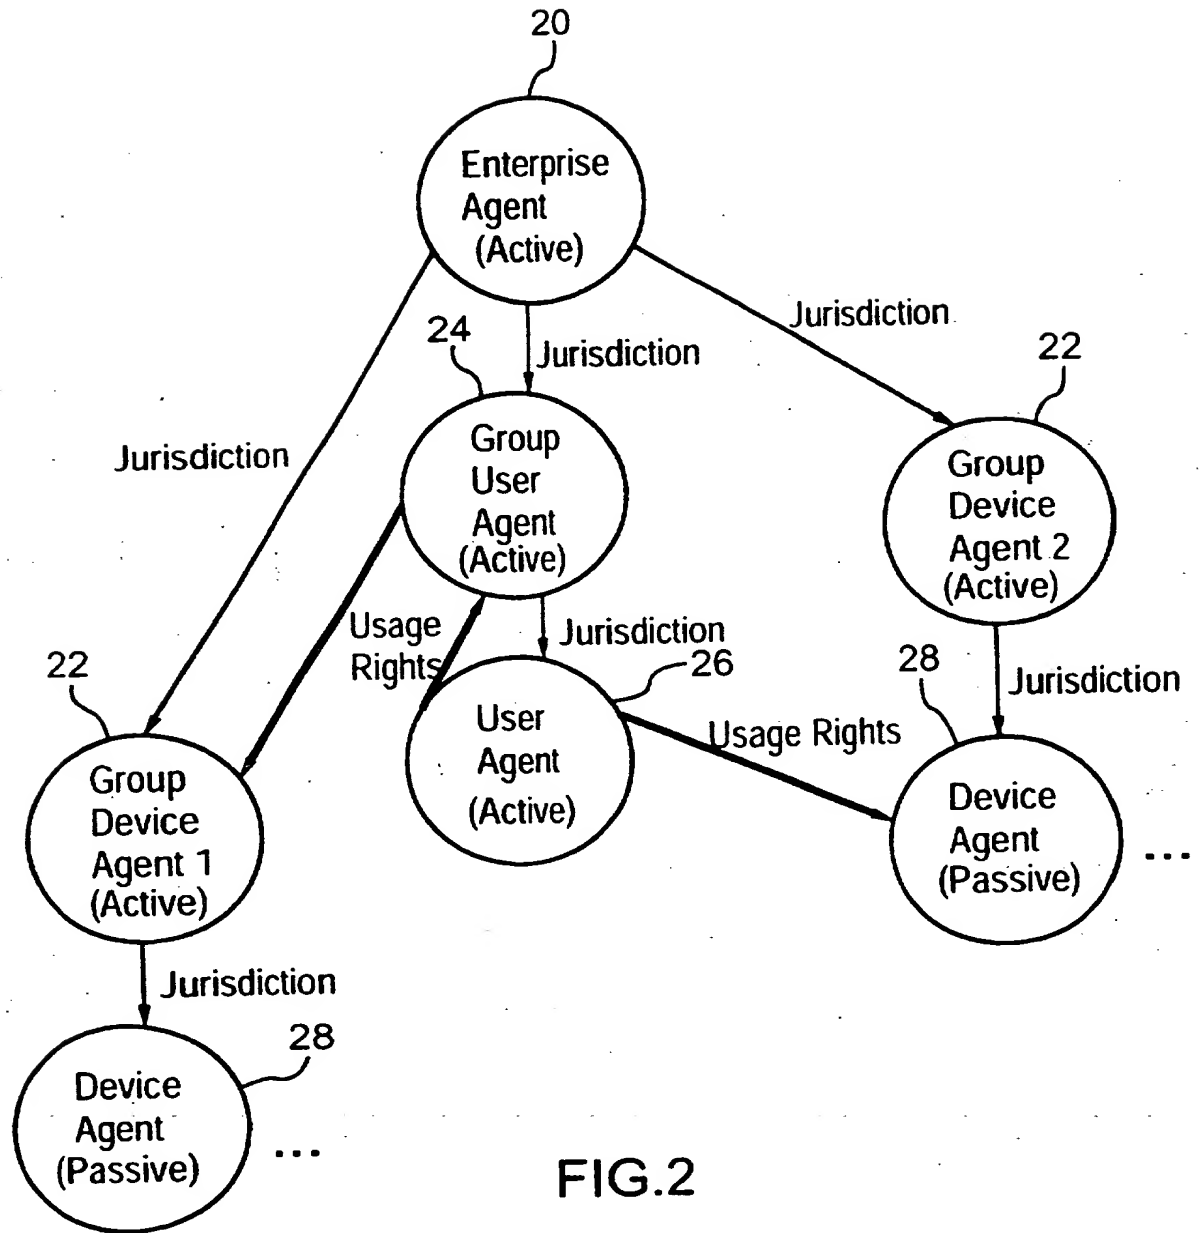 20
Enterprise
Agent
(Active)
Jurisdiction
24
Jurisdiction
22
Jurisdiction
Group
User
Agent
(Active)
Group
Device
Agent 2
(Active)
Usage
Rights
Jurisdiction
22
26
28
Jurisdiction
Group
Device
Agent 1
(Active)
User
Agent
(Active)
Usage Rights
Device
Agent
(Passive)
...
Jurisdiction
28
Device
Agent
(Passive)
...
FIG.2